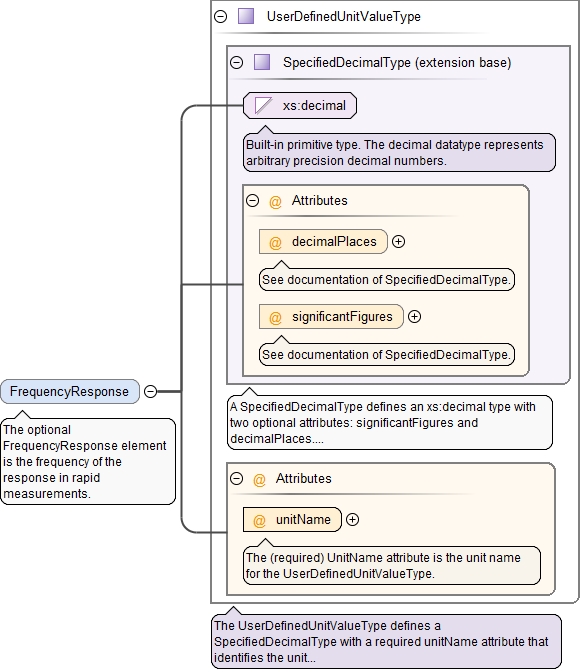 UserDefinedUnitValueType
SpecifiedDecimalType (extension base)
xs:decimal
Built-in primitive type. The decimal datatype represents
arbitrary precision decimal numbers.
@ Attributes
@ decimalPlaces
See documentation of SpecifiedDecimalType.
@ significantFigures
See documentation of SpecifiedDecimalType.
FrequencyResponse
The optional
FrequencyResponse element
is the frequency of the
response in rapid
measurements.
A SpecifiedDecimalType defines an xs:decimal type with
two optional attributes: significantFigures and
decimalPlaces....
@ Attributes
@ unitName
The (required) UnitName attribute is the unit name
for the UserDefinedUnitValueType.
The UserDefinedUnitValueType defines a
SpecifiedDecimalType with a required unitName attribute that
identifies the unit...